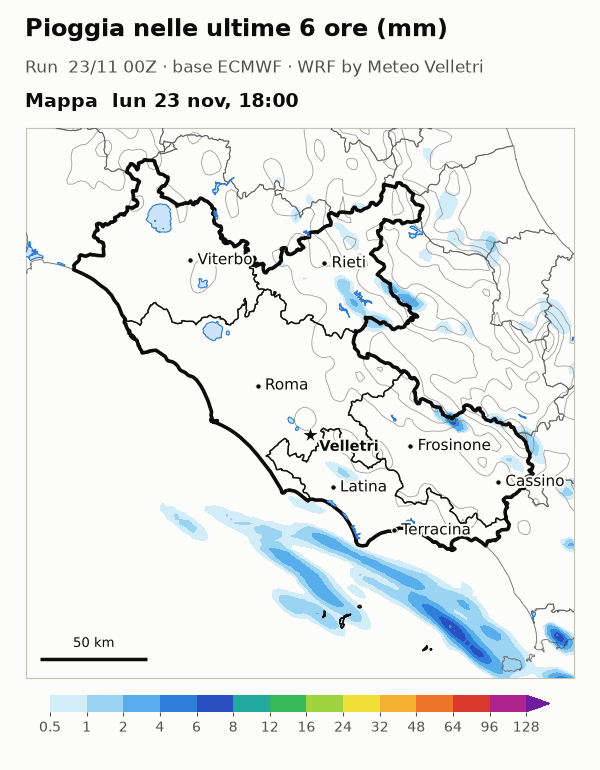 Pioggia nelle ultime 6 ore (mm)
Run  23/11 00Z · base ECMWF · WRF by Meteo Velletri
Mappa  lun 23 nov, 18:00
Viterbo
Rieti
Roma
Velletri
Frosinone
Cassino
Latina
Terracina
50 km
0.5 1 2 4 6 8 12 16 24 32 48 64 96 128